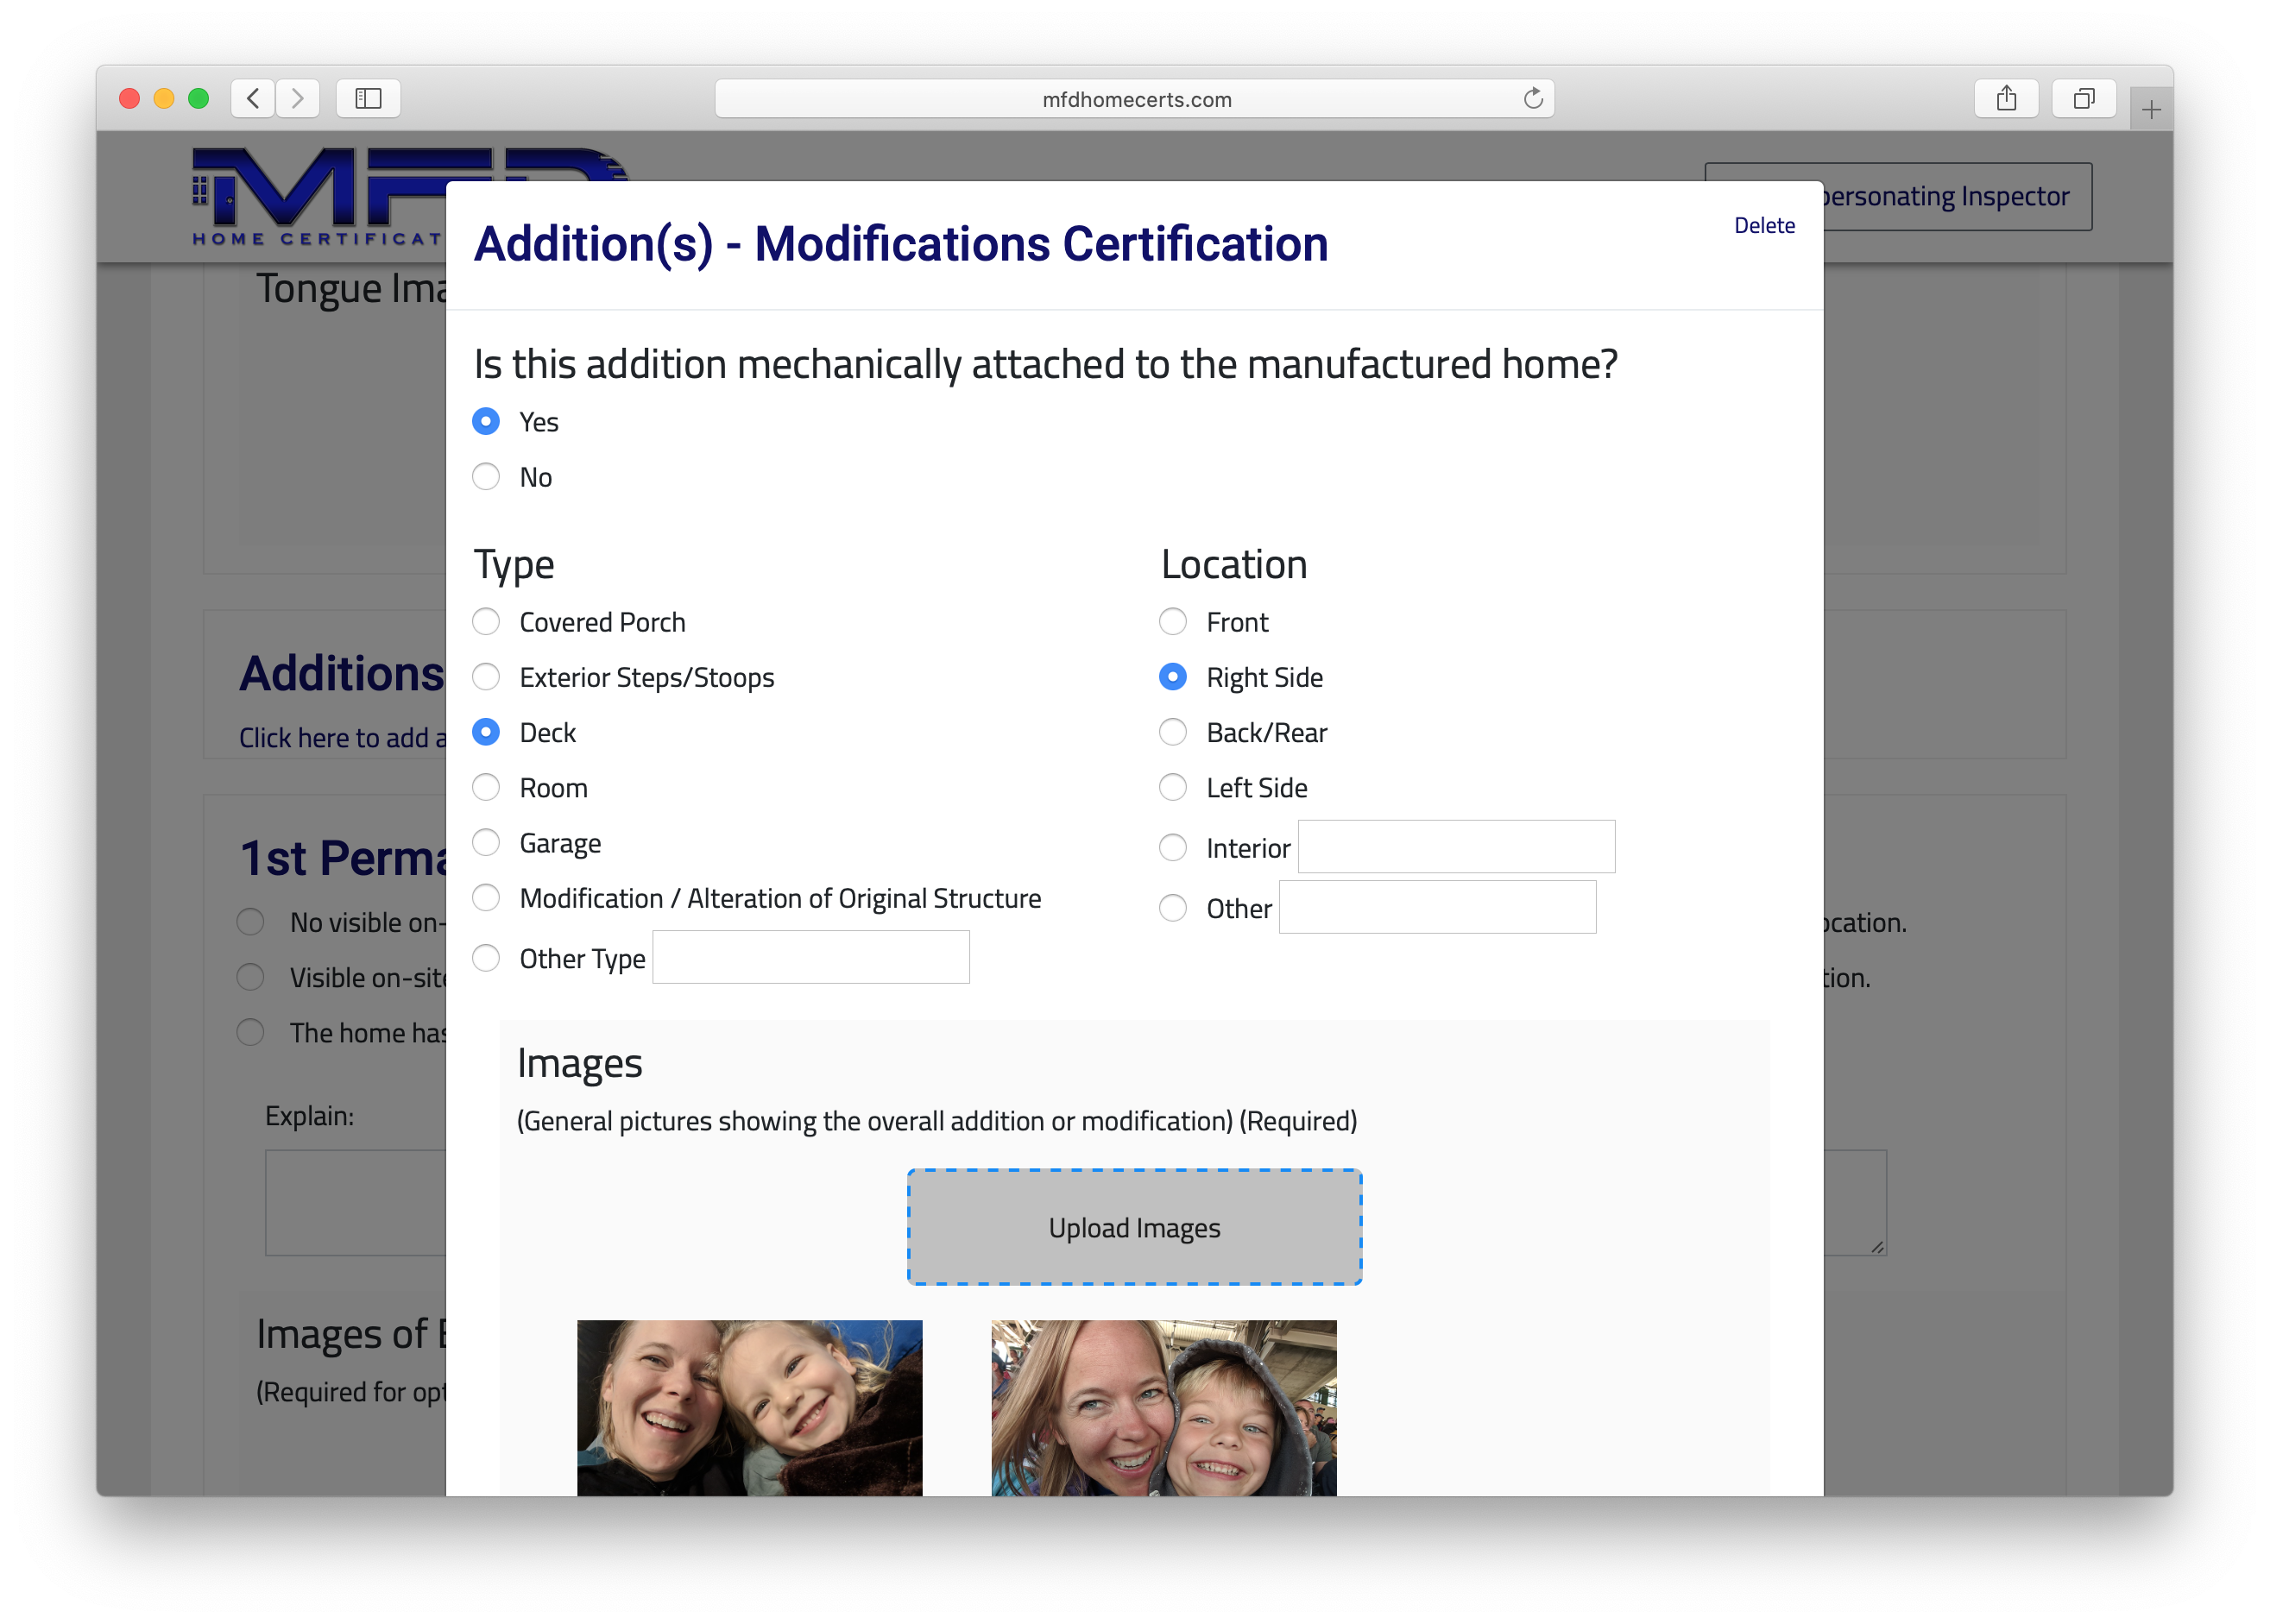 mfdhomecerts.com
MFD
HOME CERTIFICAT
personating Inspector
Addition(s) - Modifications Certification
Delete
Tongue Ima
Is this addition mechanically attached to the manufactured home?
Yes
No
Type
Location
Covered Porch
Front
Exterior Steps/Stoops
Right Side
Deck
Back/Rear
Room
Left Side
Garage
Interior
Modification / Alteration of Original Structure
Other
Other Type
Additions
Click here to add a
1st Perma
No visible on-
ocation.
Visible on-site
tion.
The home has
Explain:
Images
(General pictures showing the overall addition or modification) (Required)
Upload Images
Images of E
(Required for opt